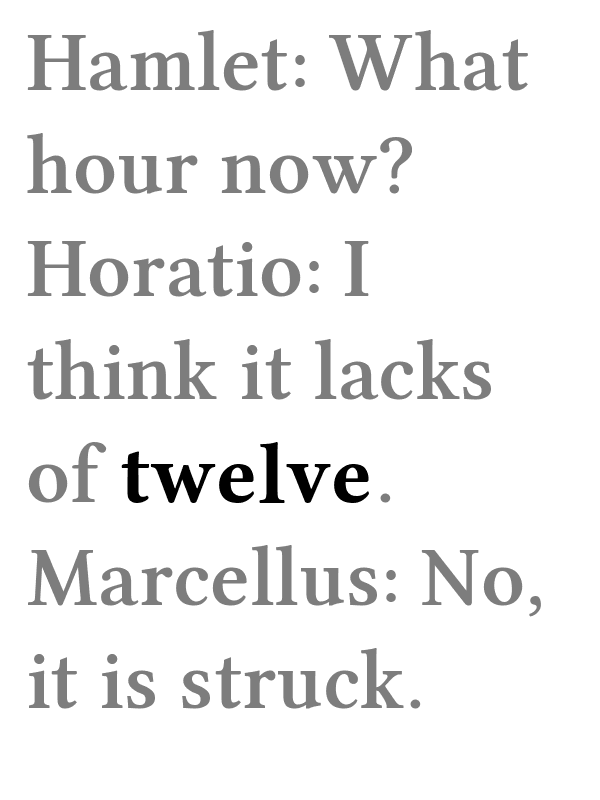 Hamlet: What
hour now?
Horatio: I
think it lacks
of twelve.
Marcellus: No,
it is struck.